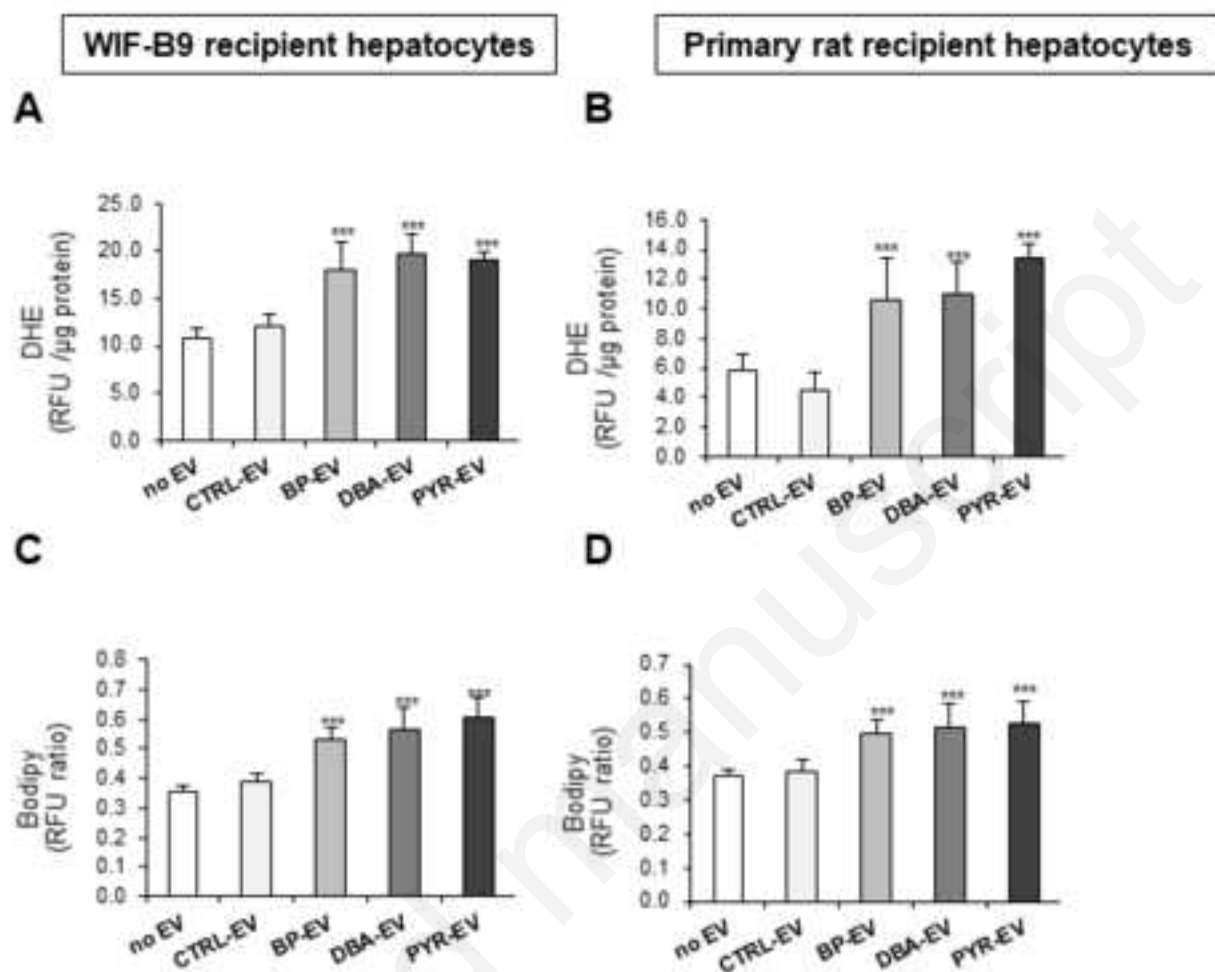 WIF-B9 recipient hepatocytes
Primary rat recipient hepatocytes
A
DHE
(RFU /µg protein)
25.0
20.0
15.0
10.0
5.0
0.0
***
***
***
no EV
CTRL-EV
BP-EV
DBA-EV
PYR-EV
B
DHE
(RFU /µg protein)
16.0
14.0
12.0
10.0
8.0
6.0
4.0
2.0
0.0
***
***
***
no EV
CTRL-EV
BP-EV
DBA-EV
PYR-EV
C
Bodipy
(RFU ratio)
0.8
0.7
0.6
0.5
0.4
0.3
0.2
0.1
0.0
***
***
***
no EV
CTRL-EV
BP-EV
DBA-EV
PYR-EV
D
Bodipy
(RFU ratio)
0.7
0.6
0.5
0.4
0.3
0.2
0.1
0.0
***
***
***
no EV
CTRL-EV
BP-EV
DBA-EV
PYR-EV
manuscript